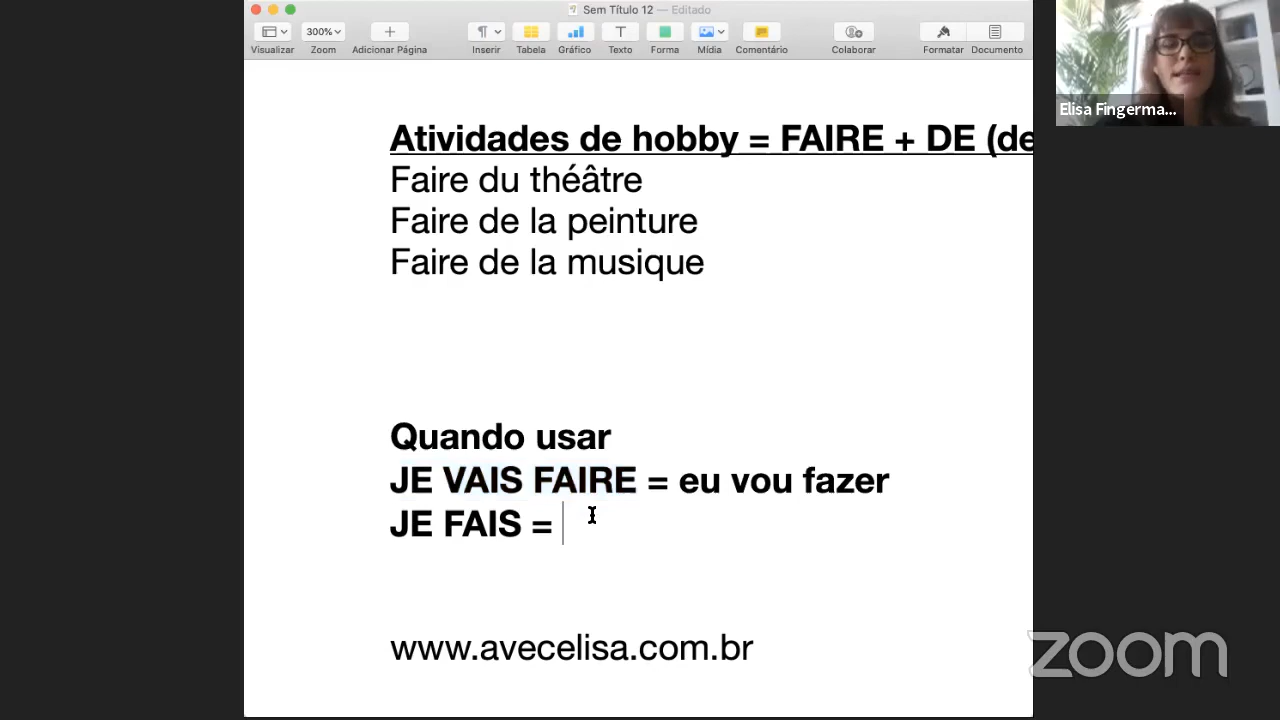 Sem Título 12 — Editado
300%
Visualizar Zoom Adicionar Página Inserir Tabela Gráfico Texto Forma Mídia Comentário Colaborar Formatar Documento
Elisa Fingerma...
Atividades de hobby = FAIRE + DE (de
Faire du théâtre
Faire de la peinture
Faire de la musique
Quando usar
JE VAIS FAIRE = eu vou fazer
JE FAIS =
www.avecelisa.com.br
zoom